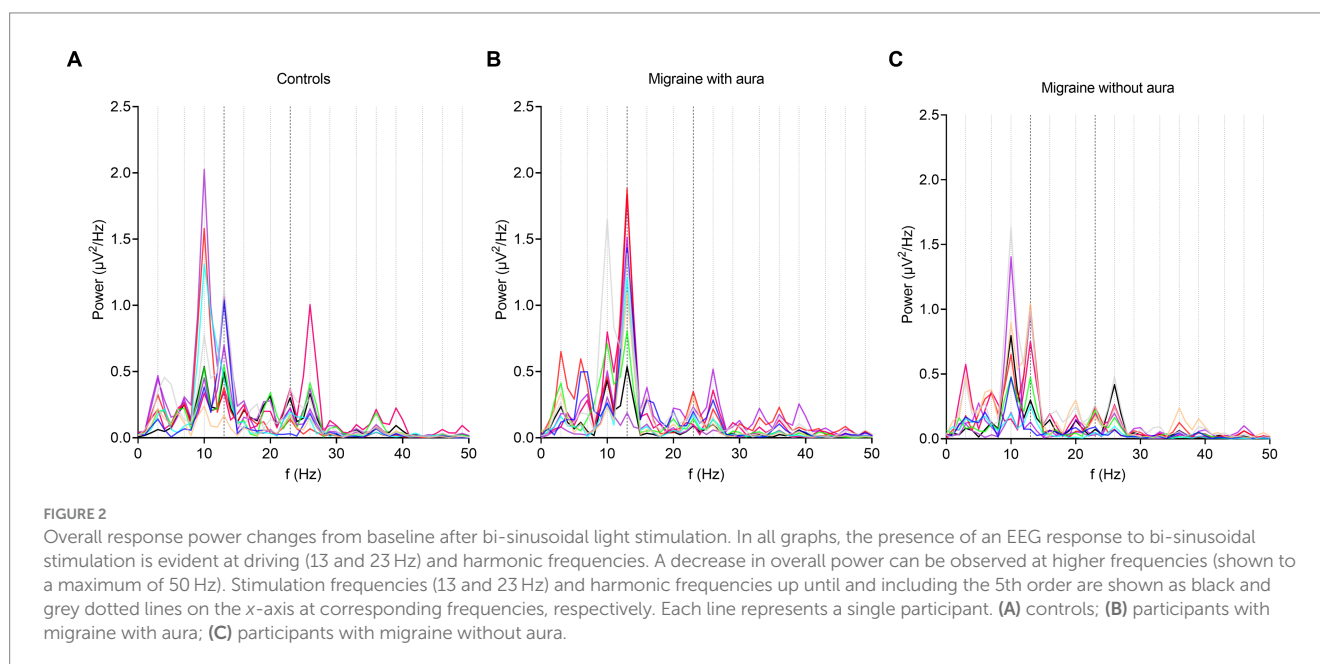 A
Controls
2.5
2.0
1.5
1.0
0.5
0.0
Power (µV²/Hz)
0 10 20 30 40 50
f (Hz)
B
Migraine with aura
2.5
2.0
1.5
1.0
0.5
0.0
Power (µV²/Hz)
0 10 20 30 40 50
f (Hz)
C
Migraine without aura
2.5
2.0
1.5
1.0
0.5
0.0
Power (µV²/Hz)
0 10 20 30 40 50
f (Hz)
FIGURE 2
Overall response power changes from baseline after bi-sinusoidal light stimulation. In all graphs, the presence of an EEG response to bi-sinusoidal
stimulation is evident at driving (13 and 23 Hz) and harmonic frequencies. A decrease in overall power can be observed at higher frequencies (shown to
a maximum of 50 Hz). Stimulation frequencies (13 and 23 Hz) and harmonic frequencies up until and including the 5th order are shown as black and
grey dotted lines on the x-axis at corresponding frequencies, respectively. Each line represents a single participant. (A) controls; (B) participants with
migraine with aura; (C) participants with migraine without aura.